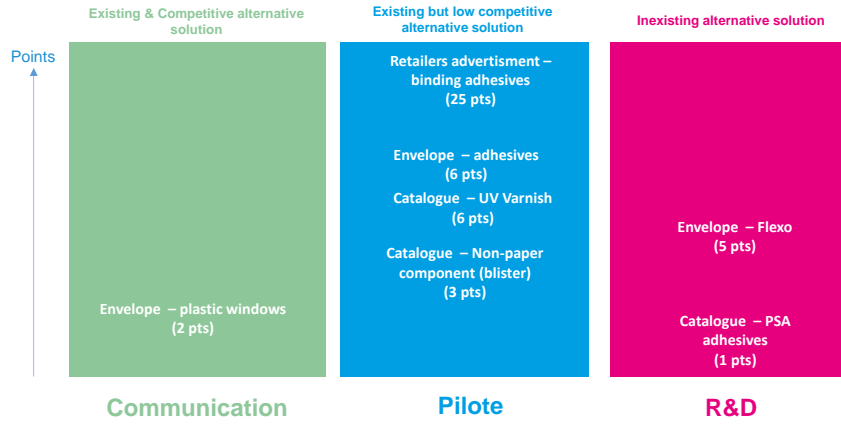 Existing & Competitive alternative
solution
Existing but low competitive
alternative solution
Inexisting alternative solution
Points
Retailers advertisment –
binding adhesives
(25 pts)
Envelope – adhesives
(6 pts)
Catalogue – UV Varnish
(6 pts)
Catalogue – Non-paper
component (blister)
(3 pts)
Envelope – plastic windows
(2 pts)
Envelope – Flexo
(5 pts)
Catalogue – PSA
adhesives
(1 pts)
Communication
Pilote
R&D